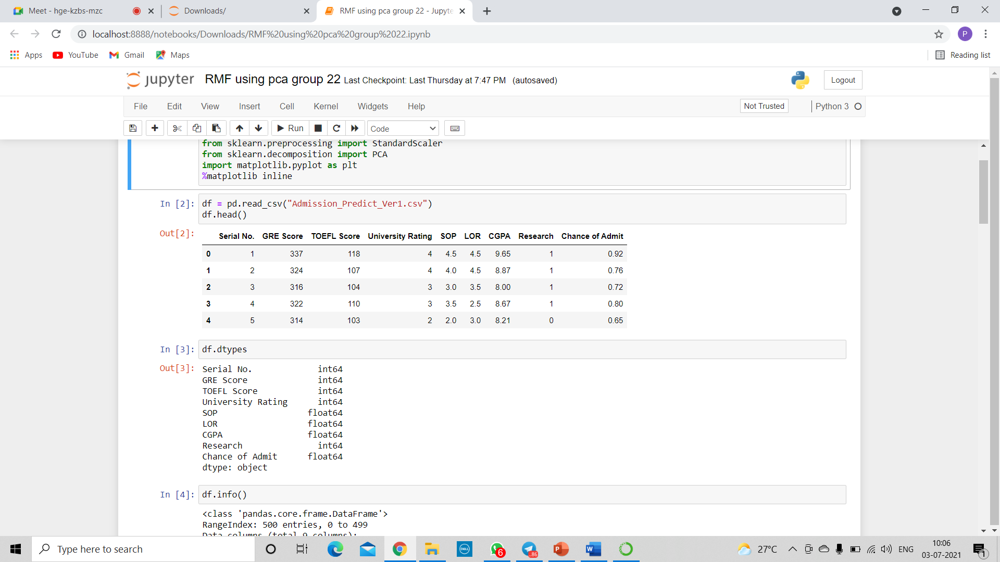 Meet - hge-kzbs-mzc
Downloads/
RMF using pca group 22 - Jupyte
localhost:8888/notebooks/Downloads/RMF%20using%20pca%20group%2022.ipynb
P
Apps
YouTube
Gmail
Maps
Reading list
jupyter RMF using pca group 22 Last Checkpoint: Last Thursday at 7:47 PM (autosaved)
Logout
File Edit View Insert Cell Kernel Widgets Help
Not Trusted
Python 3
Run
Code
from sklearn.preprocessing import StandardScaler
from sklearn.decomposition import PCA
import matplotlib.pyplot as plt
%matplotlib inline
In [2]: df = pd.read_csv("Admission_Predict_Ver1.csv")
df.head()
Out[2]:
Serial No. GRE Score TOEFL Score University Rating SOP LOR CGPA Research Chance of Admit
0 1 337 118 4 4.5 4.5 9.65 1 0.92
1 2 324 107 4 4.0 4.5 8.87 1 0.76
2 3 316 104 3 3.0 3.5 8.00 1 0.72
3 4 322 110 3 3.5 2.5 8.67 1 0.80
4 5 314 103 2 2.0 3.0 8.21 0 0.65
In [3]: df.dtypes
Out[3]: Serial No. int64
GRE Score int64
TOEFL Score int64
University Rating int64
SOP float64
LOR float64
CGPA float64
Research int64
Chance of Admit float64
dtype: object
In [4]: df.info()
<class 'pandas.core.frame.DataFrame'>
RangeIndex: 500 entries, 0 to 499
Data columns (total 9 columns):
Type here to search
DELL
6
..86
P
W
27°C
ENG
10:06
03-07-2021
1